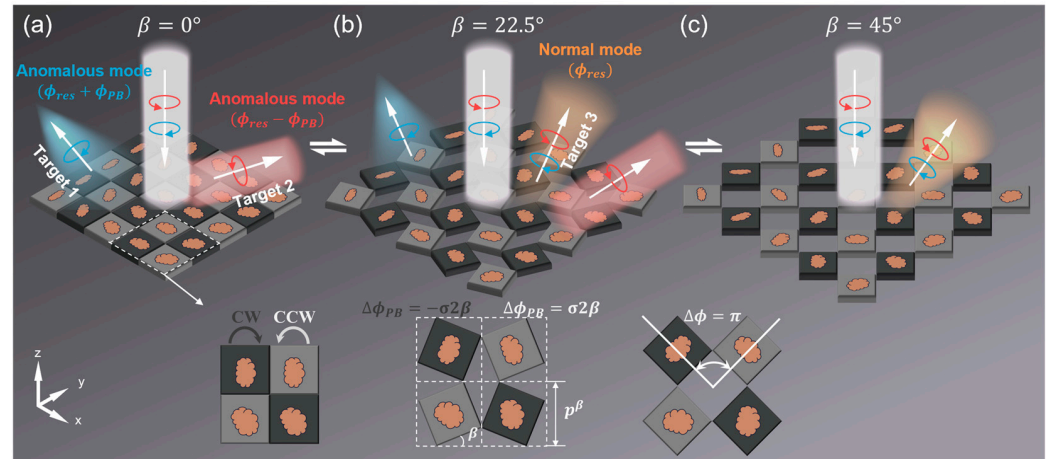 (a)
β = 0°
(b)
β = 22.5°
(c)
β = 45°
Anomalous mode
(ϕres + ϕPB)
Anomalous mode
(ϕres − ϕPB)
Normal mode
(ϕres)
Target 1
Target 2
Target 3
CW
CCW
ΔϕPB = −σ2β
ΔϕPB = σ2β
Δϕ = π
β
p^β
z
y
x